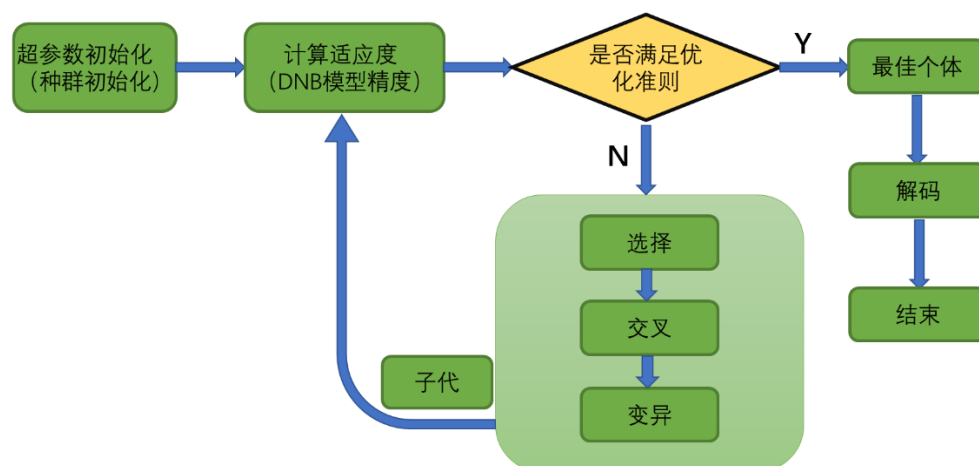 超参数初始化
（种群初始化）
计算适应度
（DNB模型精度）
是否满足优
化准则
Y
最佳个体
N
解码
选择
交叉
结束
子代
变异